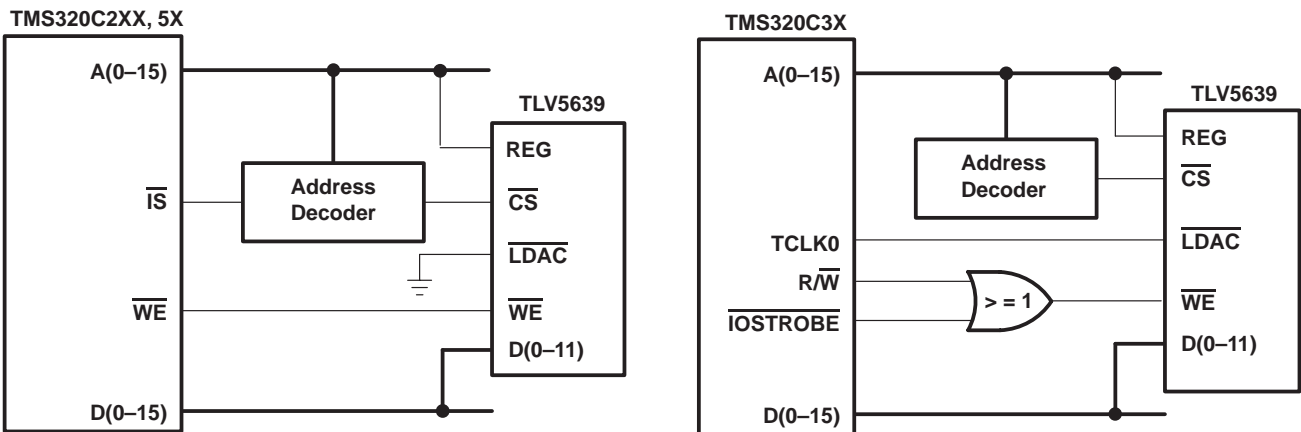 TMS320C2XX, 5X
A(0–15)
TLV5639
REG
Address
Decoder
IS
CS
LDAC
WE
WE
D(0–11)
D(0–15)
TMS320C3X
A(0–15)
TLV5639
REG
Address
Decoder
CS
TCLK0
LDAC
R/W
> = 1
WE
IOSTROBE
D(0–11)
D(0–15)